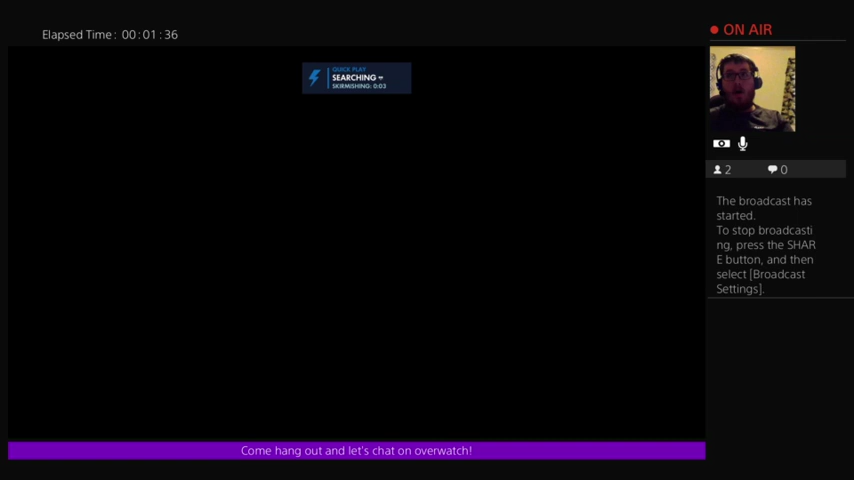 Elapsed Time: 00:01:36
ON AIR
QUICK PLAY
SEARCHING
SKIRMISHING: 0:03
2 0
The broadcast has
started.
To stop broadcasti
ng, press the SHAR
E button, and then
select [Broadcast
Settings].
Come hang out and let's chat on overwatch!